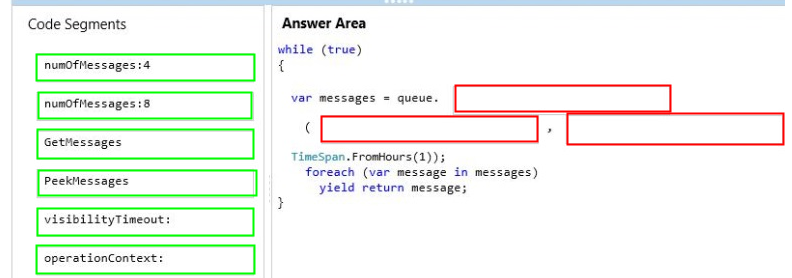 Code Segments
numOfMessages:4
numOfMessages:8
GetMessages
PeekMessages
visibilityTimeout:
operationContext:
Answer Area
while (true)
{
var messages = queue.
( ,
TimeSpan.FromHours(1));
foreach (var message in messages)
yield return message;
}